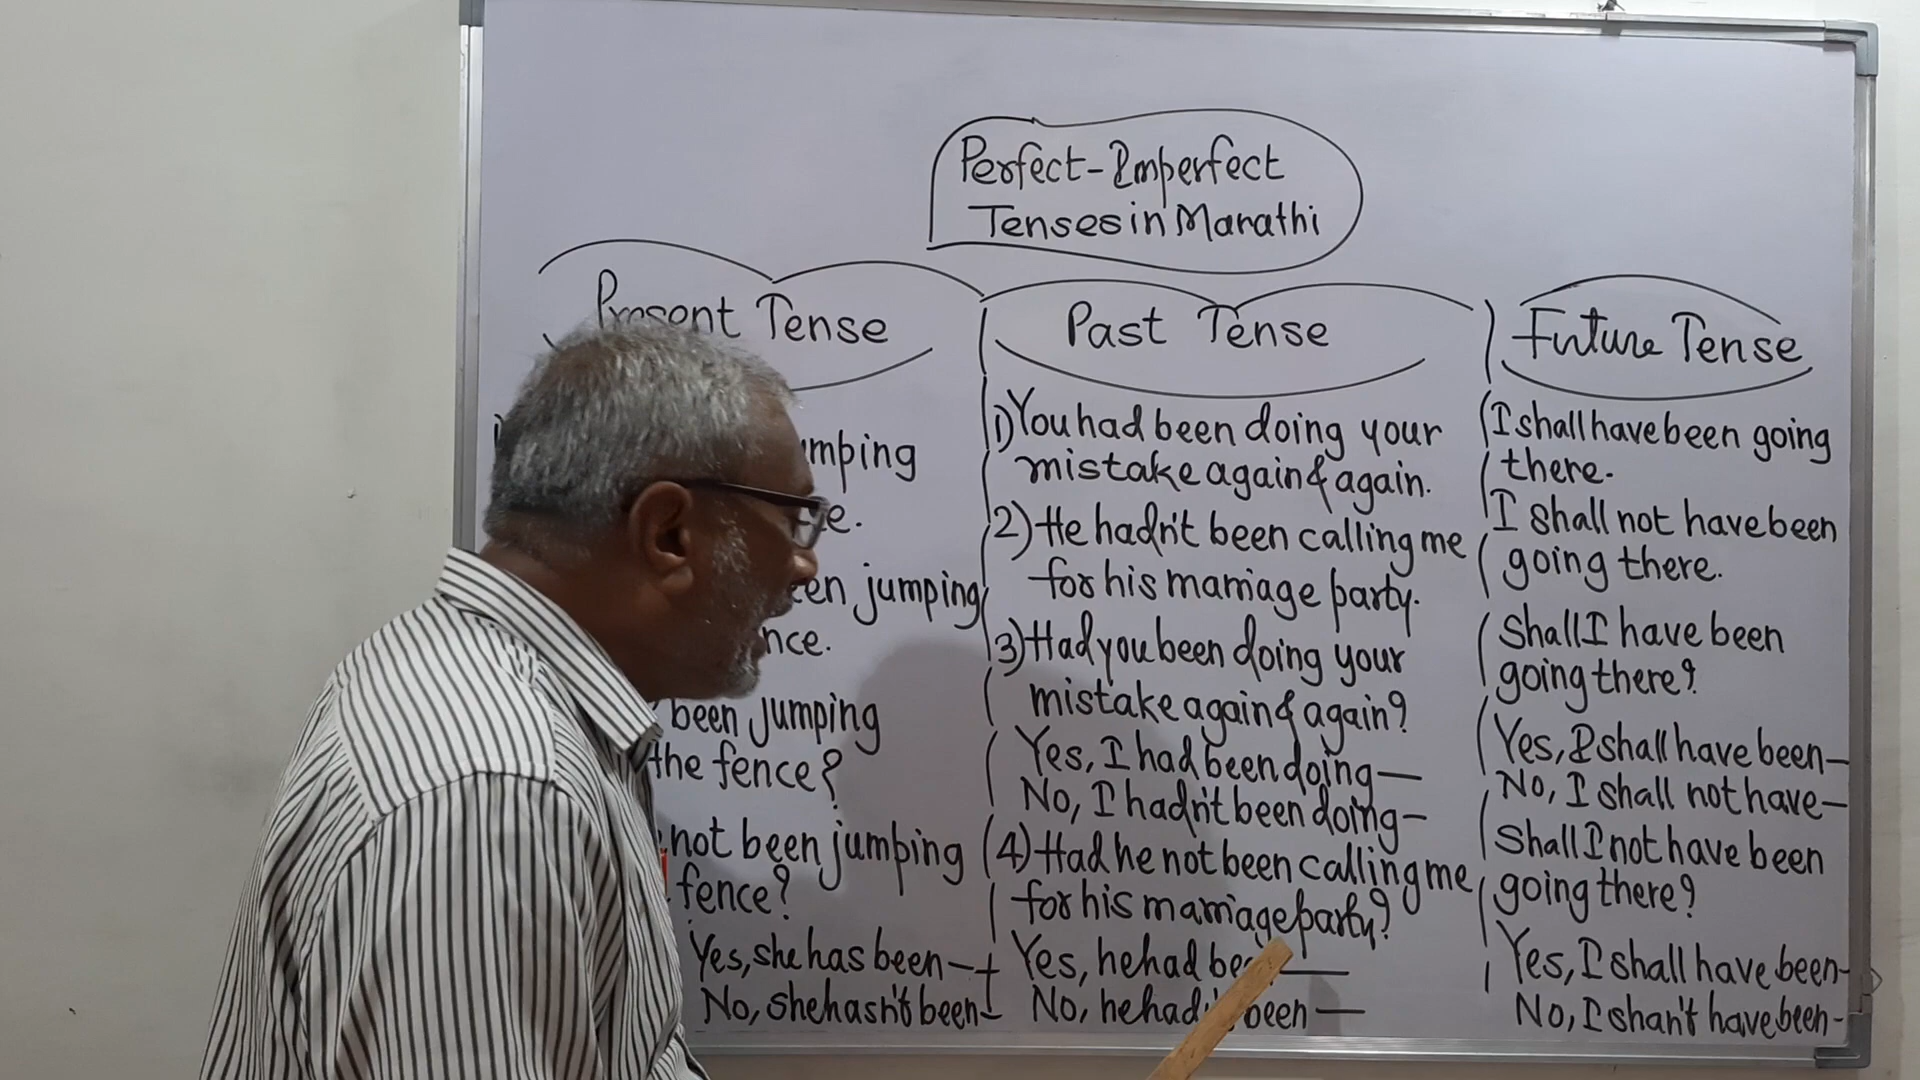 Perfect-Imperfect
Tenses in Marathi
Present Tense
been jumping
the fence?
not been jumping
fence?
Yes, she has been—
No, she hasn't been—
Past Tense
1) You had been doing your
mistake again & again.
2) He hadn't been calling me
for his marriage party.
3) Had you been doing your
mistake again & again?
Yes, I had been doing—
No, I hadn't been doing—
4) Had he not been calling me
for his marriage party?
Yes, he had
No, he been—
Future Tense
I shall have been going
there.
I shall not have been
going there.
Shall I have been
going there?
Yes, I shall have been—
No, I shall not have—
Shall I not have been
going there?
Yes, I shall have been-
No, I shan't have been-